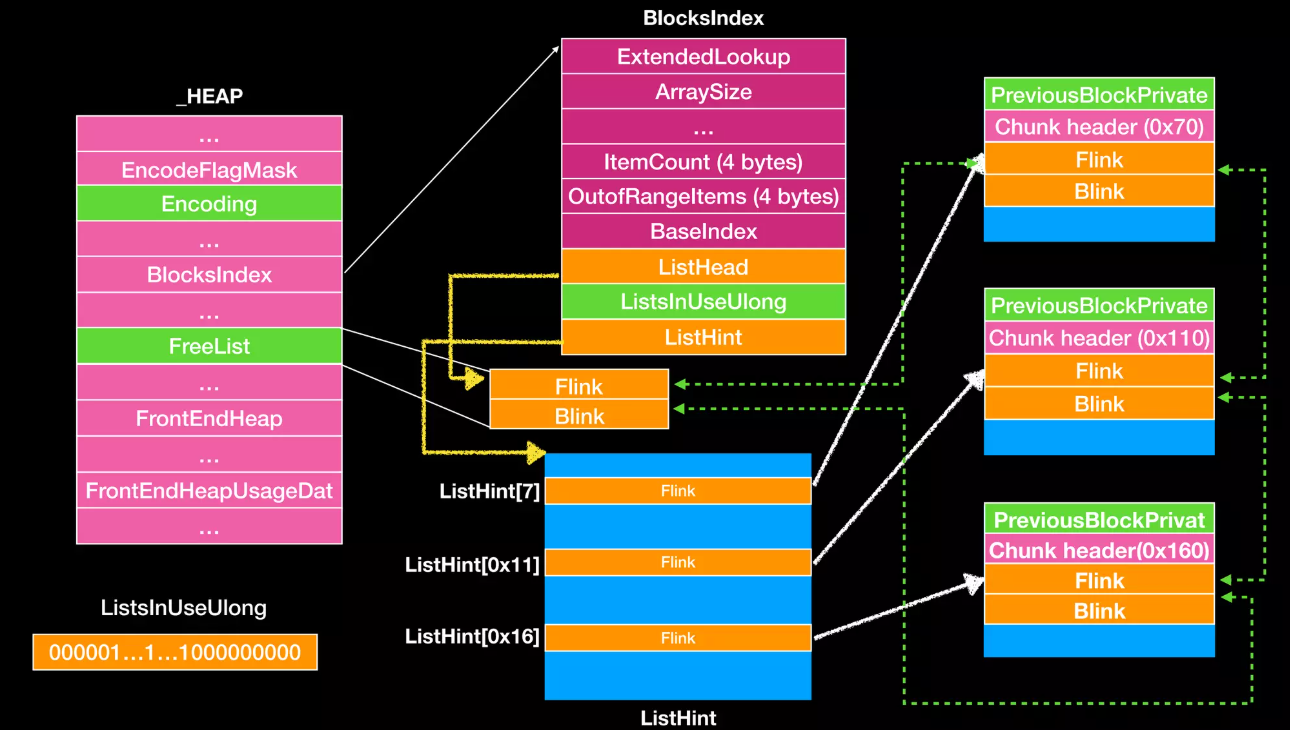 BlocksIndex
ExtendedLookup
ArraySize
...
ItemCount (4 bytes)
OutofRangeItems (4 bytes)
BaseIndex
ListHead
ListsInUseUlong
ListHint
_HEAP
...
EncodeFlagMask
Encoding
...
BlocksIndex
...
FreeList
...
FrontEndHeap
...
FrontEndHeapUsageDat
...
Flink
Blink
ListHint[7]
Flink
ListHint[0x11]
Flink
ListHint[0x16]
Flink
ListHint
ListsInUseUlong
000001...1...1000000000
PreviousBlockPrivate
Chunk header (0x70)
Flink
Blink
PreviousBlockPrivate
Chunk header (0x110)
Flink
Blink
PreviousBlockPrivat
Chunk header(0x160)
Flink
Blink